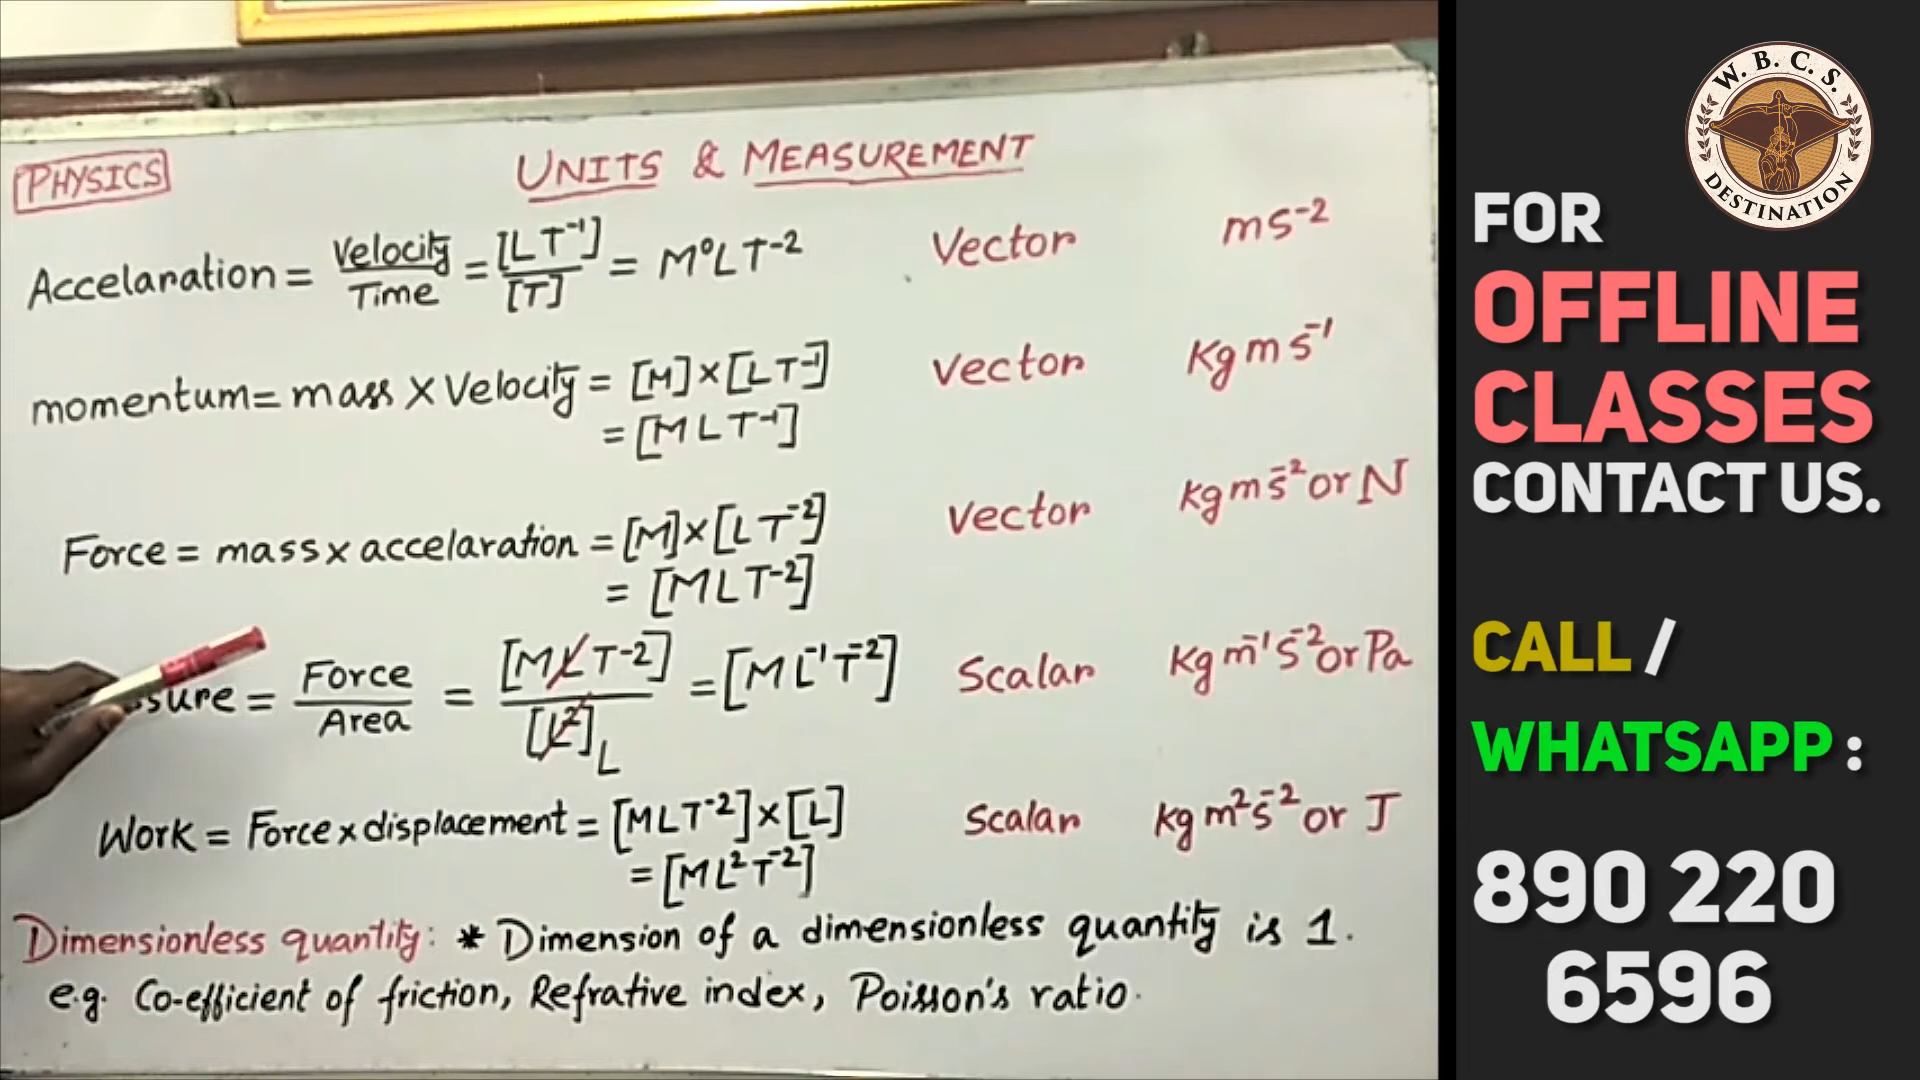 PHYSICS
UNITS & MEASUREMENT
Accelaration = Velocity/Time = [LT⁻¹]/[T] = M⁰LT⁻² Vector mS⁻²
momentum = mass × Velocity = [M]×[LT⁻¹] Vector Kg m s⁻¹
= [MLT⁻¹]
Force = mass × accelaration = [M]×[LT⁻²] Vector Kg m s⁻² or N
= [MLT⁻²]
sure = Force/Area = [MLT⁻²]/[L²] L = [ML⁻¹T⁻²] Scalar Kg m⁻¹ S⁻² or Pa
Work = Force × displacement = [MLT⁻²]×[L] Scalar Kg m² s⁻² or J
= [ML²T⁻²]
Dimensionless quantity: * Dimension of a dimensionless quantity is 1.
e.g. Co-efficient of friction, Refrative index, Poisson's ratio.
W. B. C. S.
DESTINATION
FOR
OFFLINE
CLASSES
CONTACT US.
CALL /
WHATSAPP :
890 220
6596